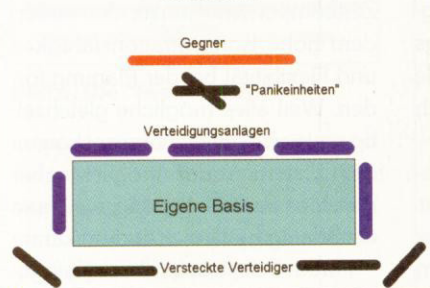 Gegner
"Panikeinheiten"
Verteidigungsanlagen
Eigene Basis
Versteckte Verteidiger